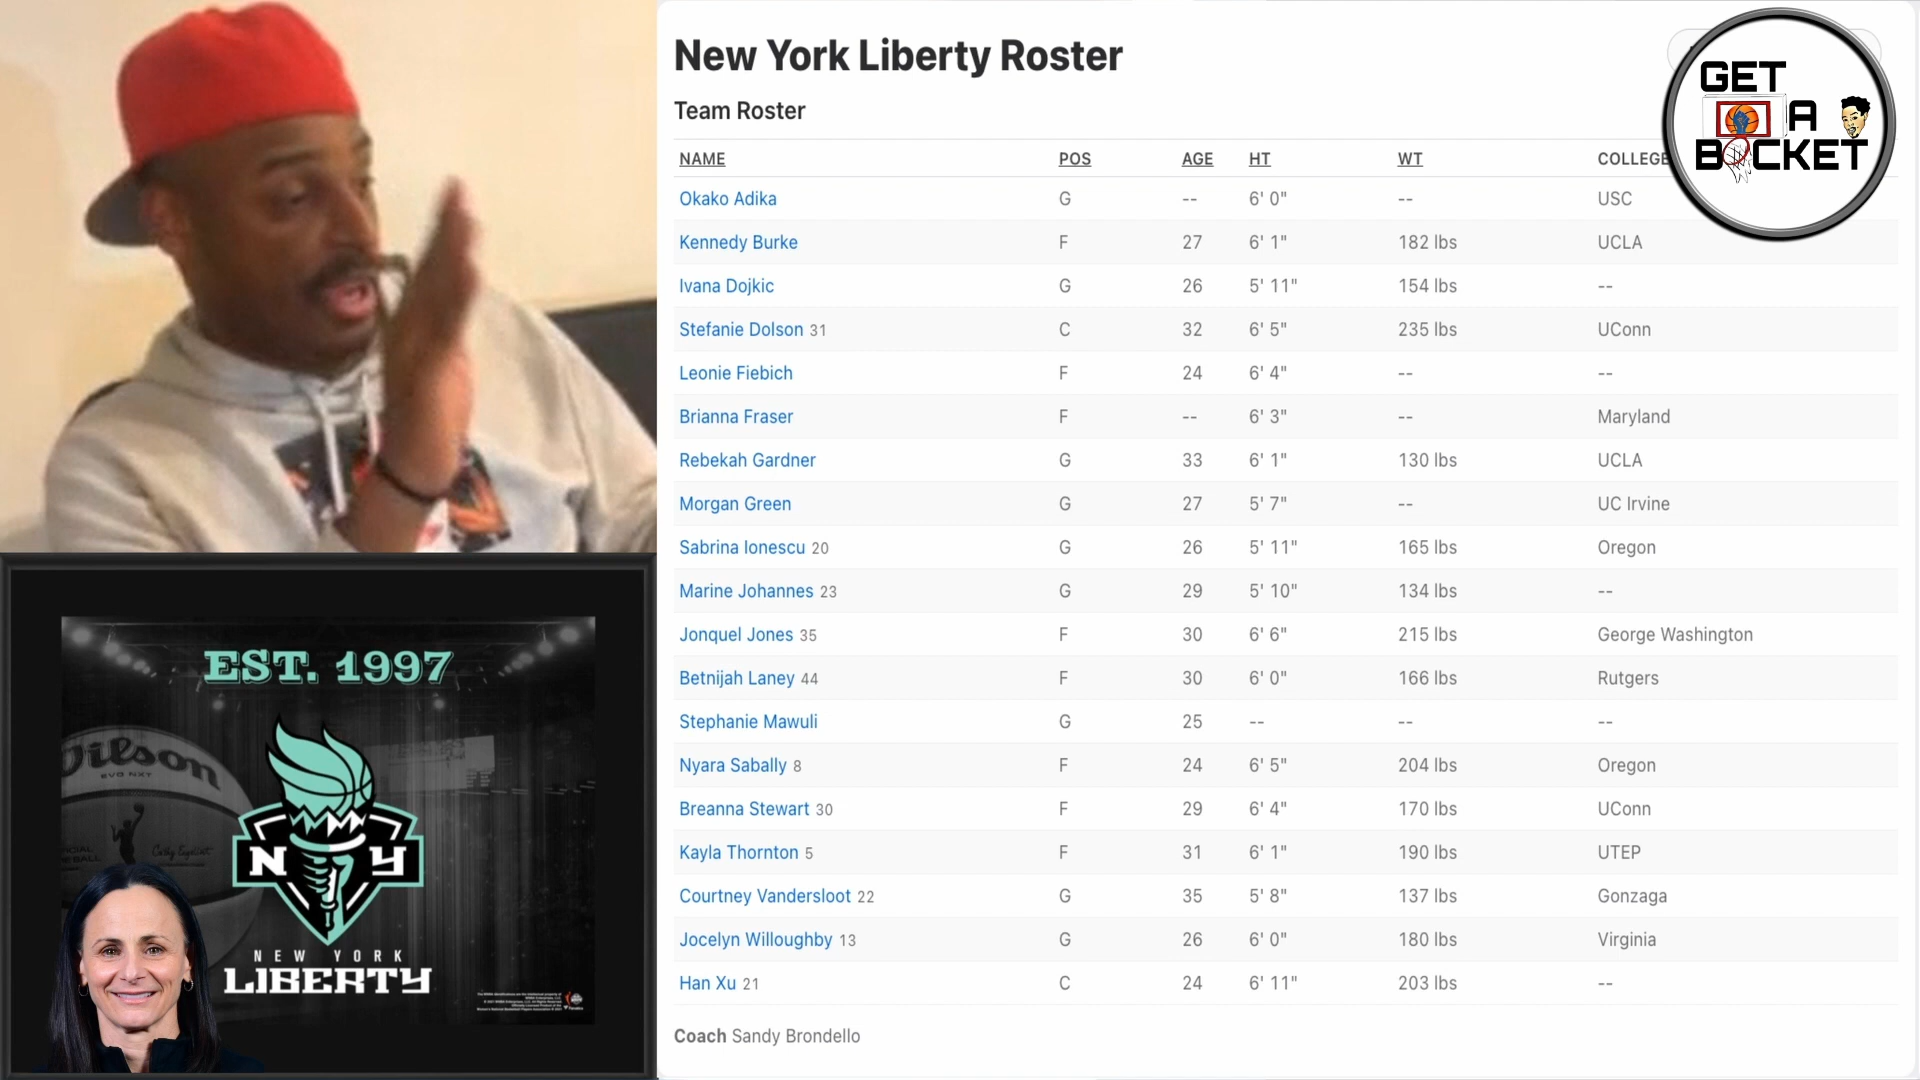 New York Liberty Roster
Team Roster
NAME POS AGE HT WT COLLEGE
Okako Adika G -- 6' 0" -- USC
Kennedy Burke F 27 6' 1" 182 lbs UCLA
Ivana Dojkic G 26 5' 11" 154 lbs --
Stefanie Dolson 31 C 32 6' 5" 235 lbs UConn
Leonie Fiebich F 24 6' 4" -- --
Brianna Fraser F -- 6' 3" -- Maryland
Rebekah Gardner G 33 6' 1" 130 lbs UCLA
Morgan Green G 27 5' 7" -- UC Irvine
Sabrina Ionescu 20 G 26 5' 11" 165 lbs Oregon
Marine Johannes 23 G 29 5' 10" 134 lbs --
Jonquel Jones 35 F 30 6' 6" 215 lbs George Washington
Betnijah Laney 44 F 30 6' 0" 166 lbs Rutgers
Stephanie Mawuli G 25 -- -- --
Nyara Sabally 8 F 24 6' 5" 204 lbs Oregon
Breanna Stewart 30 F 29 6' 4" 170 lbs UConn
Kayla Thornton 5 F 31 6' 1" 190 lbs UTEP
Courtney Vandersloot 22 G 35 5' 8" 137 lbs Gonzaga
Jocelyn Willoughby 13 G 26 6' 0" 180 lbs Virginia
Han Xu 21 C 24 6' 11" 203 lbs --
Coach Sandy Brondello
GET
A
BUCKET
EST. 1997
Wilson
EVO NXT
N Y
NEW YORK
LIBERTY